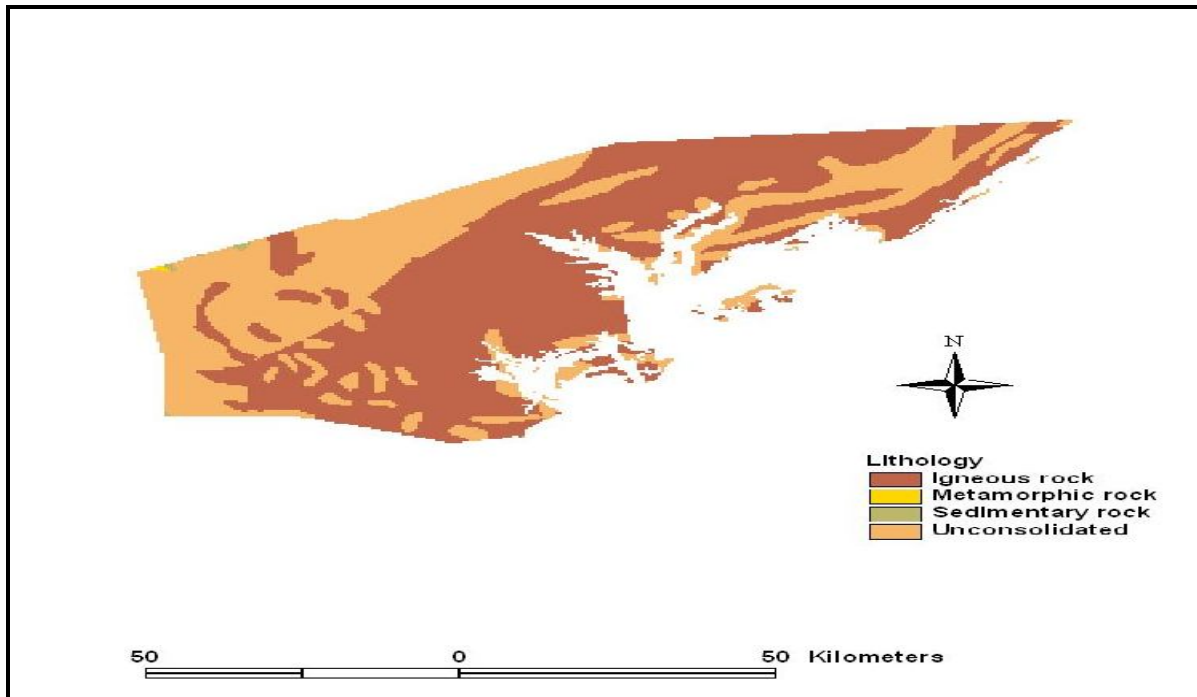 N
Lithology
Igneous rock
Metamorphic rock
Sedimentary rock
Unconsolidated
50 0 50 Kilometers